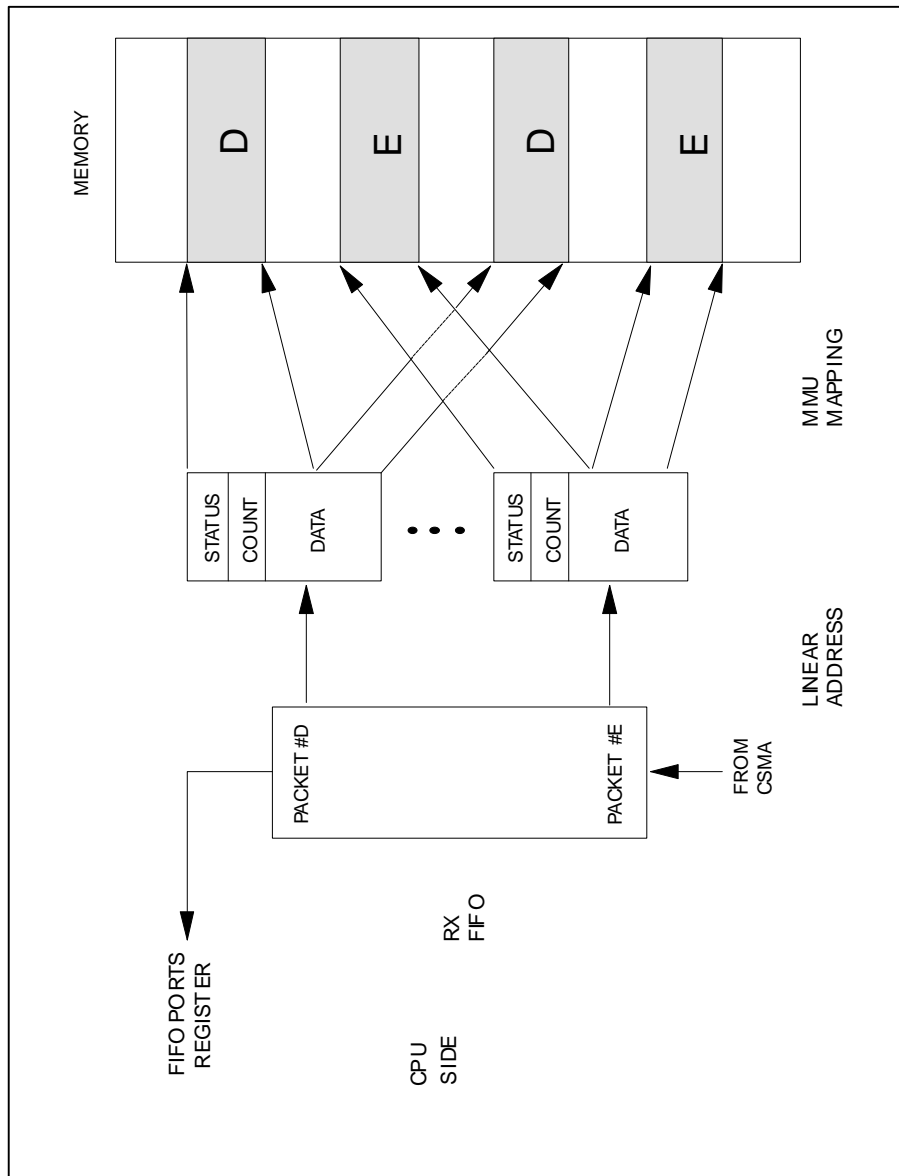 FIFO PORTS
REGISTER
CPU
SIDE
RX
FIFO
PACKET #D
PACKET #E
FROM
CSMA
LINEAR
ADDRESS
STATUS
COUNT
DATA
STATUS
COUNT
DATA
MMU
MAPPING
MEMORY
D
E
D
E